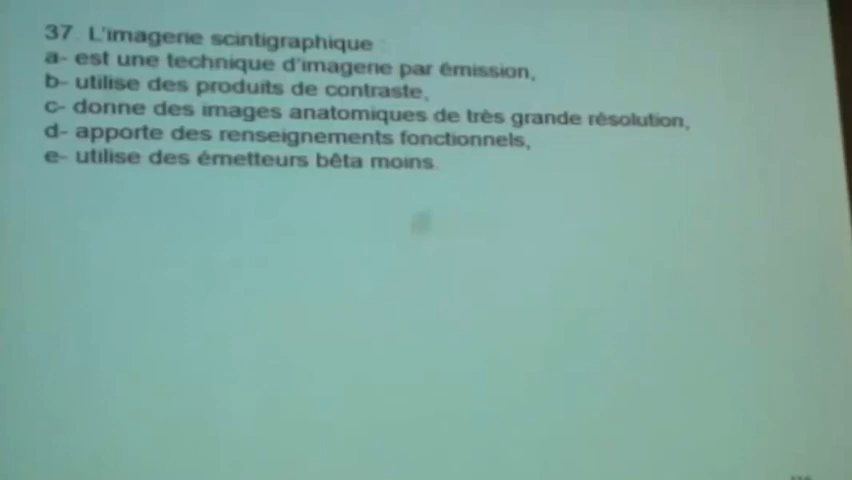 37. L'imagerie scintigraphique :
a- est une technique d'imagerie par émission,
b- utilise des produits de contraste,
c- donne des images anatomiques de très grande résolution,
d- apporte des renseignements fonctionnels,
e- utilise des émetteurs bêta moins.